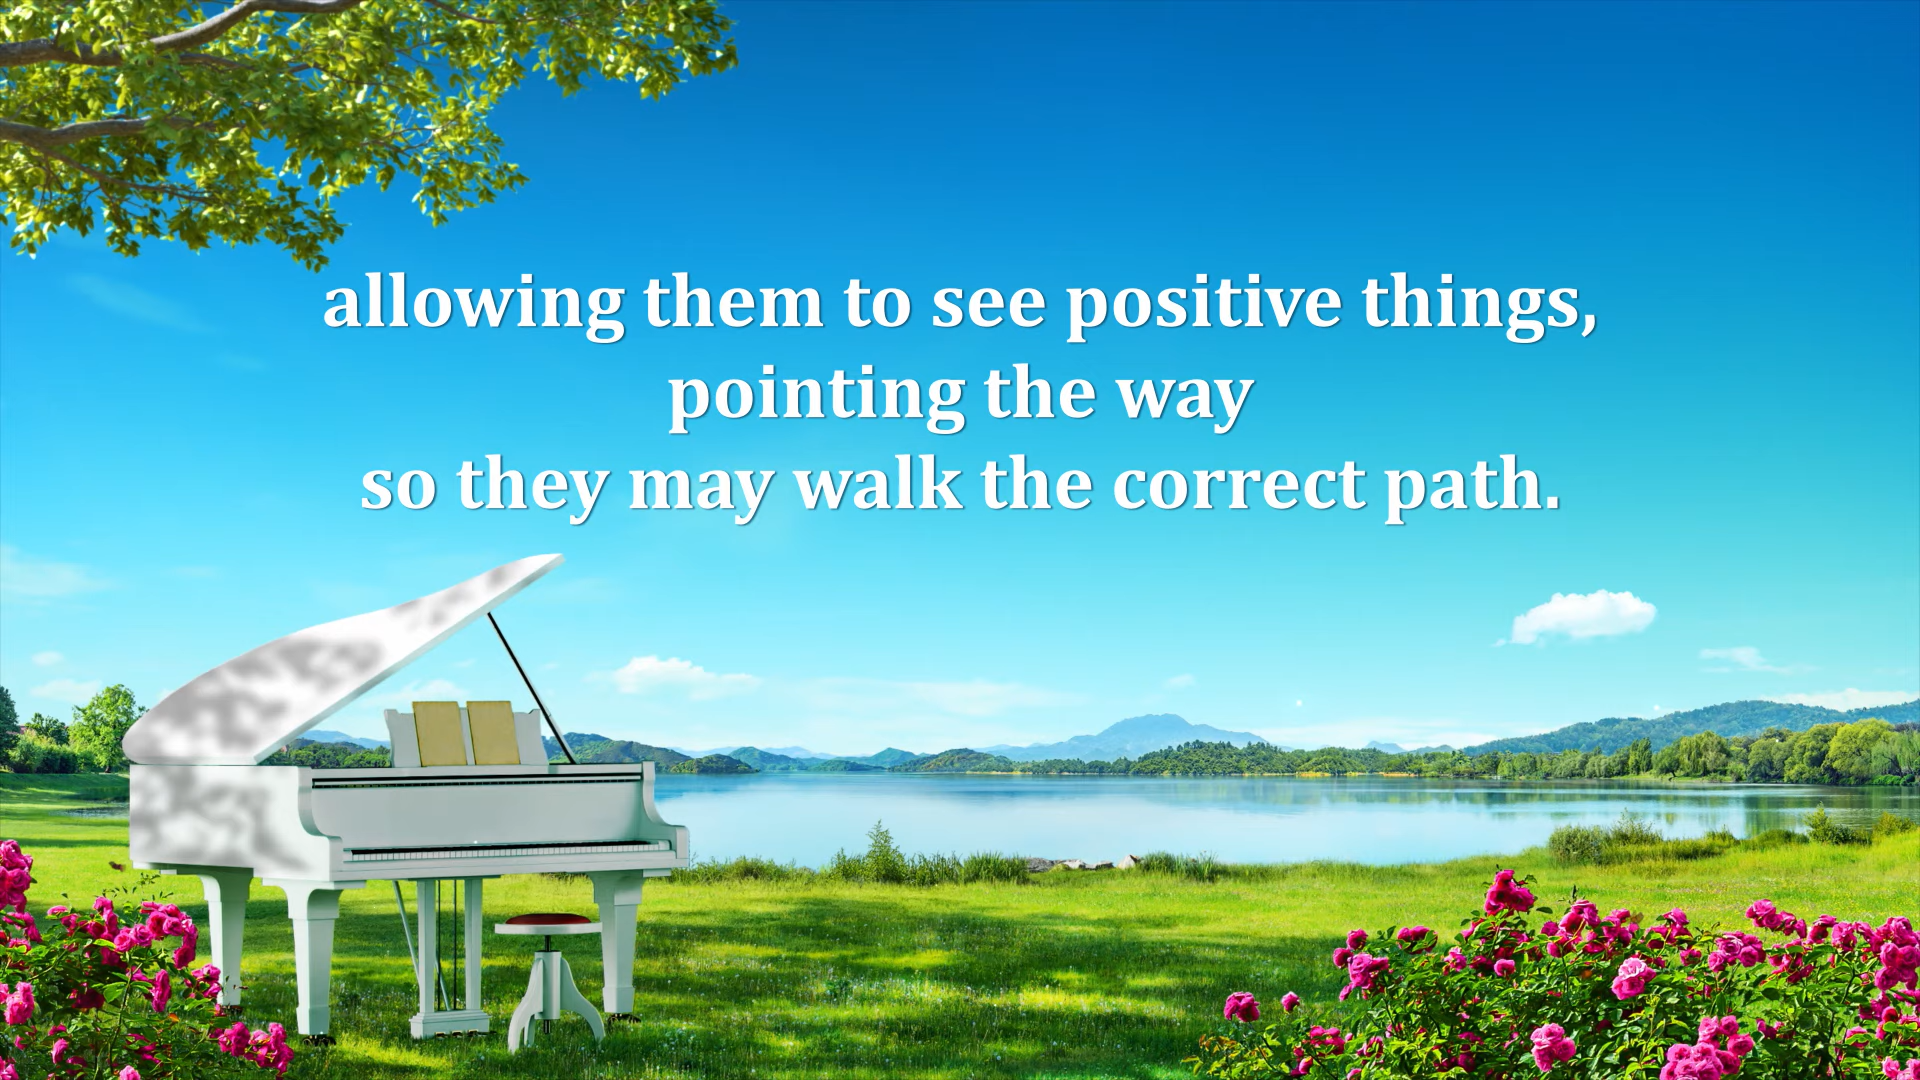 allowing them to see positive things,
pointing the way
so they may walk the correct path.